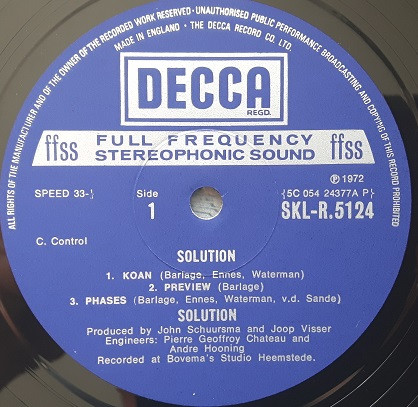 ALL RIGHTS OF THE MANUFACTURER AND OF THE OWNER OF THE RECORDED WORK RESERVED · UNAUTHORISED PUBLIC PERFORMANCE BROADCASTING AND COPYING OF THIS RECORD PROHIBITED
MADE IN ENGLAND · THE DECCA RECORD CO. LTD.
DECCA
REGD.
ffss FULL FREQUENCY STEREOPHONIC SOUND ffss
℗ 1972
SPEED 33-⅓ Side {5C 054 24377A P}
1 SKL-R.5124
C. Control
SOLUTION
1. KOAN (Barlage, Ennes, Waterman)
2. PREVIEW (Barlage)
3. PHASES (Barlage, Ennes, Waterman, v.d. Sande)
SOLUTION
Produced by John Schuursma and Joop Visser
Engineers: Pierre Geoffroy Chateau and
Andre Hooning
Recorded at Bovema's Studio Heemstede.